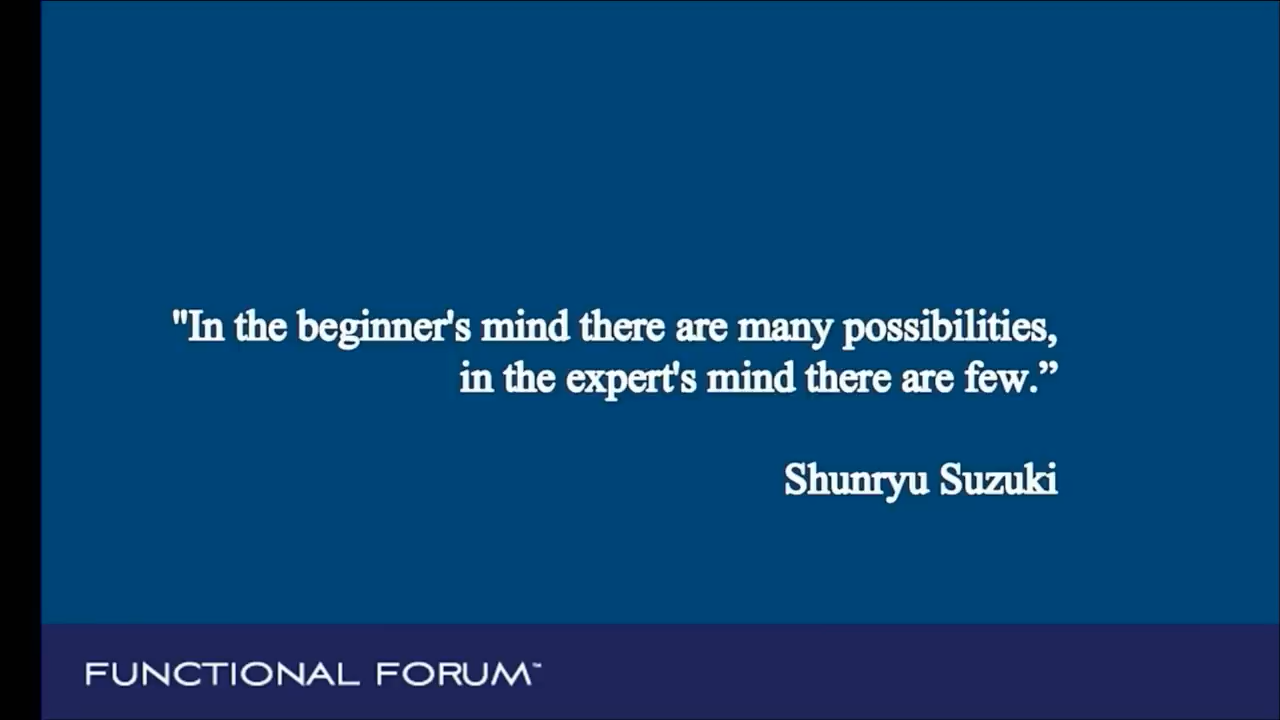 "In the beginner's mind there are many possibilities,
in the expert's mind there are few.”
Shunryu Suzuki
FUNCTIONAL FORUM™